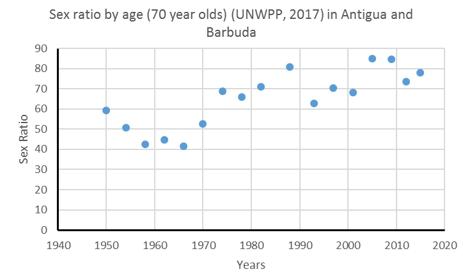 Sex ratio by age (70 year olds) (UNWPP, 2017) in Antigua and
Barbuda
90
80
70
60
50
40
30
20
10
0
Sex Ratio
1940 1950 1960 1970 1980 1990 2000 2010 2020
Years